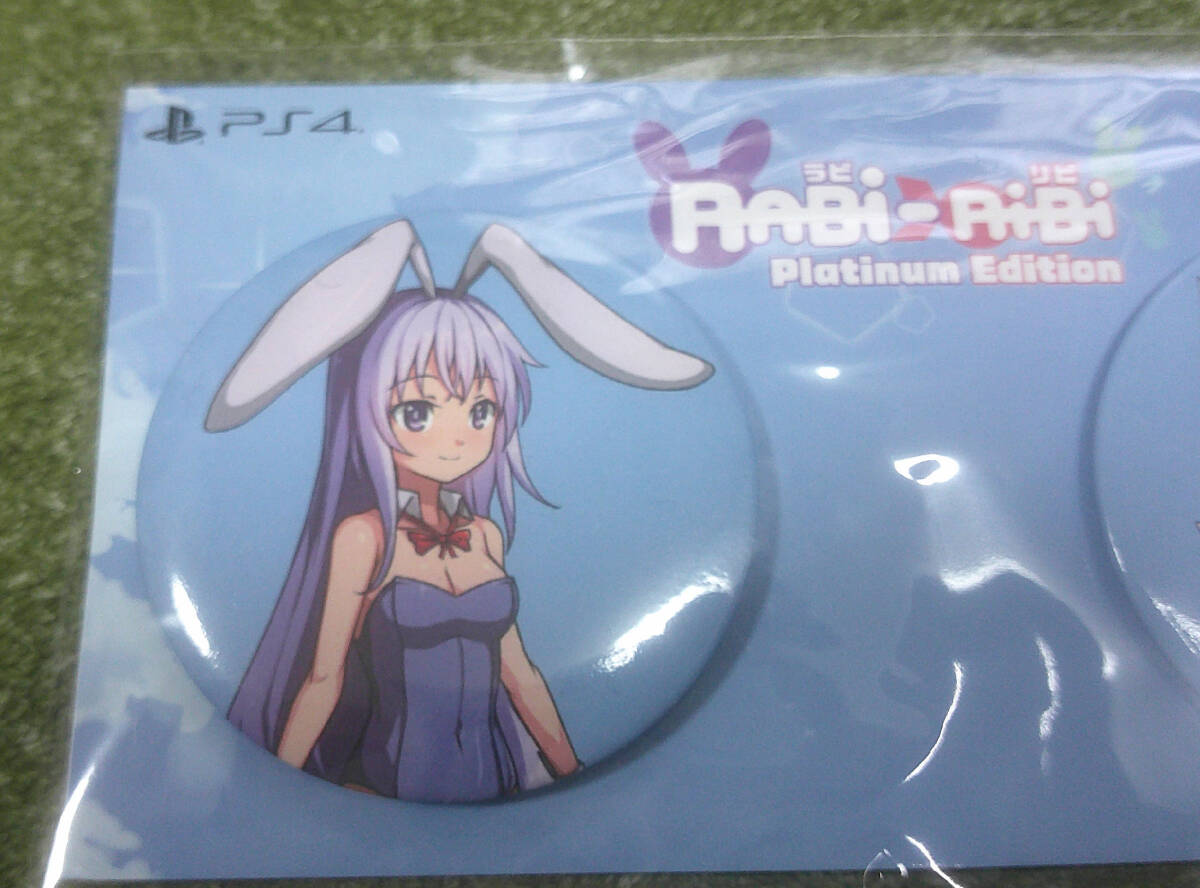 PS4
ラビ リビ
RABi-RiBi
Platinum Edition